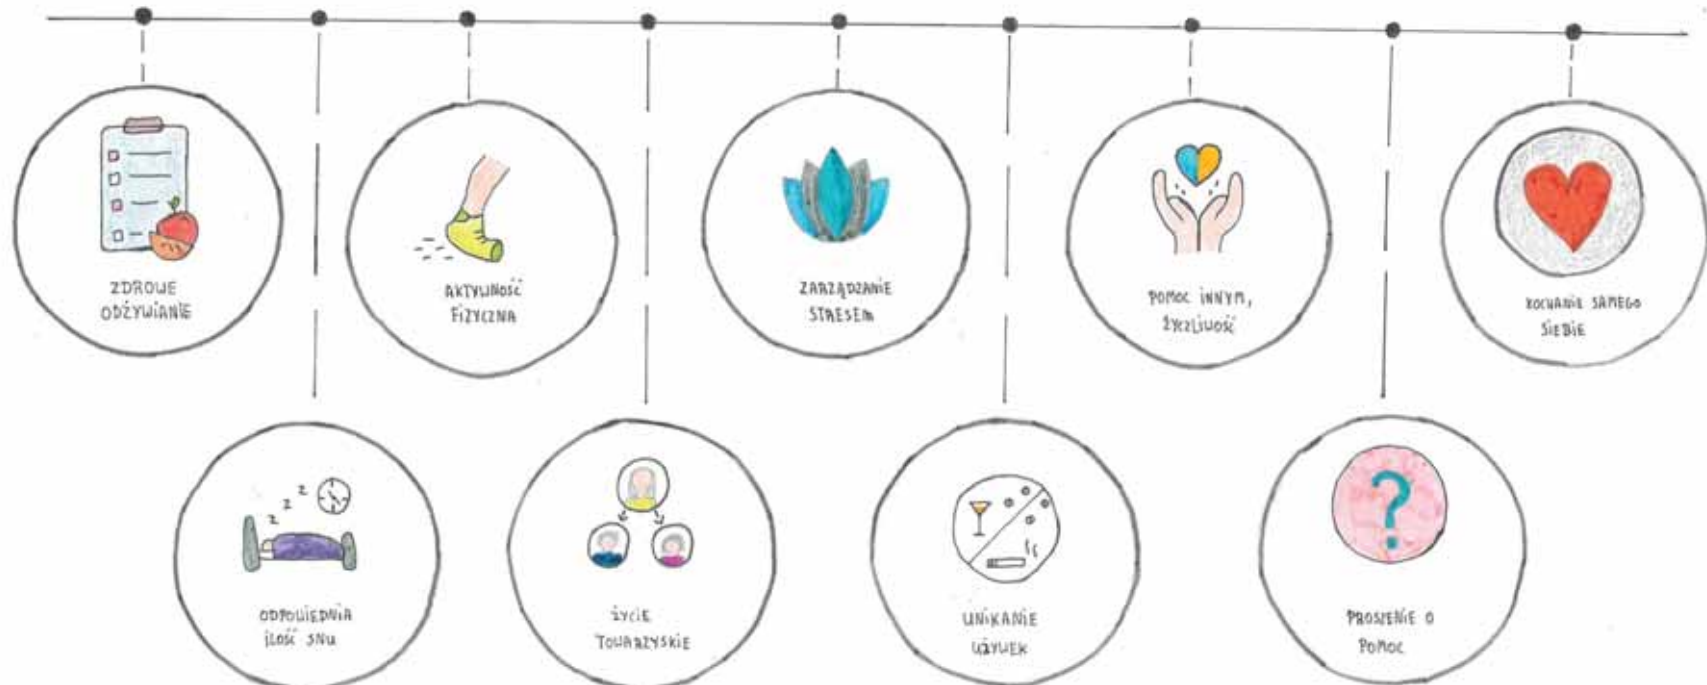 ZDROWE
ODŻYWIANIE
ODPOWIEDNIA
ILOŚĆ SNU
AKTYWNOŚĆ
FIZYCZNA
ŻYCIE
TOWARZYSKIE
ZARZĄDZANIE
STRESEM
UNIKANIE
UŻYWEK
POMOC INNYM,
ŻYCZLIWOŚĆ
PROSZENIE O
POMOC
KOCHANIE SAMEGO
SIEBIE
z z z